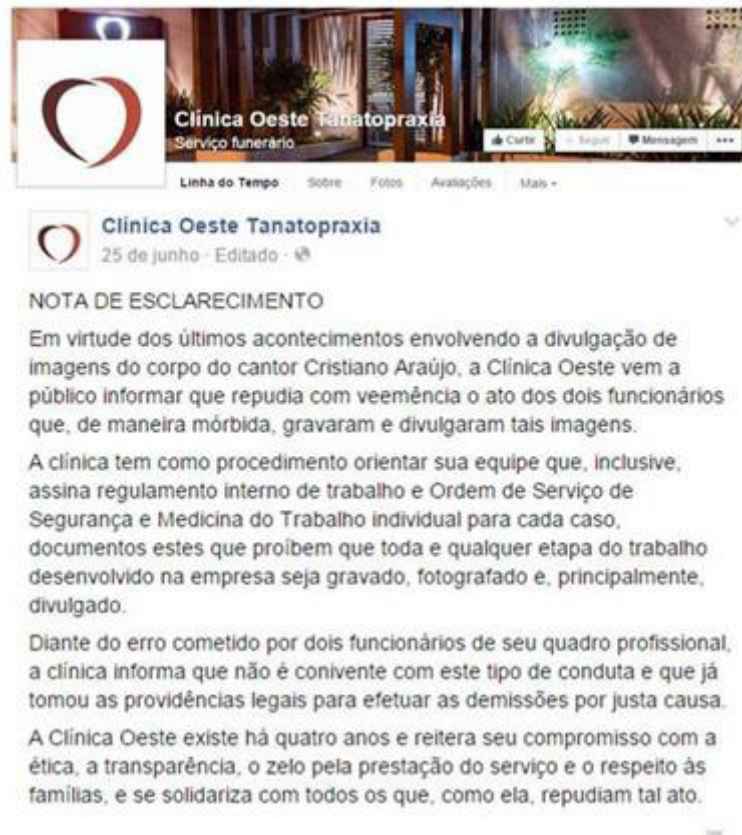 Clínica Oeste Tanatopraxia
Serviço funerário
Curtir Seguir Mensagem
Linha do Tempo Sobre Fotos Avaliações Mais
Clínica Oeste Tanatopraxia
25 de junho · Editado ·
NOTA DE ESCLARECIMENTO
Em virtude dos últimos acontecimentos envolvendo a divulgação de
imagens do corpo do cantor Cristiano Araújo, a Clínica Oeste vem a
público informar que repudia com veemência o ato dos dois funcionários
que, de maneira mórbida, gravaram e divulgaram tais imagens.
A clínica tem como procedimento orientar sua equipe que, inclusive,
assina regulamento interno de trabalho e Ordem de Serviço de
Segurança e Medicina do Trabalho individual para cada caso,
documentos estes que proíbem que toda e qualquer etapa do trabalho
desenvolvido na empresa seja gravado, fotografado e, principalmente,
divulgado.
Diante do erro cometido por dois funcionários de seu quadro profissional,
a clínica informa que não é conivente com este tipo de conduta e que já
tomou as providências legais para efetuar as demissões por justa causa.
A Clínica Oeste existe há quatro anos e reitera seu compromisso com a
ética, a transparência, o zelo pela prestação do serviço e o respeito às
famílias, e se solidariza com todos os que, como ela, repudiam tal ato.